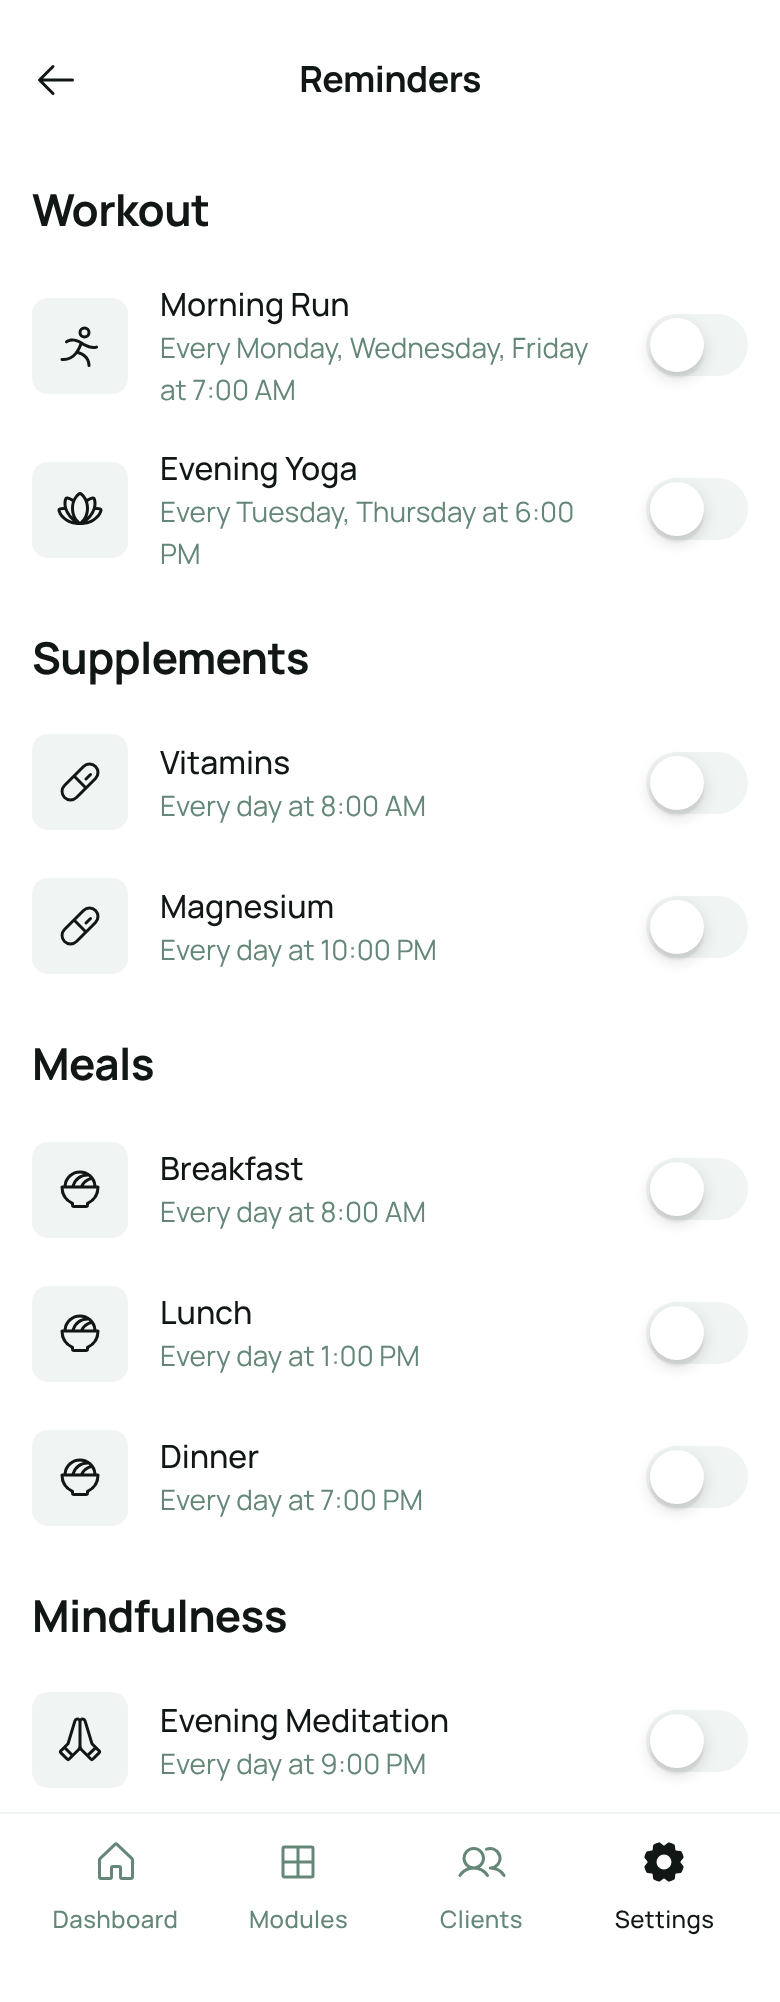 Reminders
Workout
Morning Run
Every Monday, Wednesday, Friday
at 7:00 AM
Evening Yoga
Every Tuesday, Thursday at 6:00
PM
Supplements
Vitamins
Every day at 8:00 AM
Magnesium
Every day at 10:00 PM
Meals
Breakfast
Every day at 8:00 AM
Lunch
Every day at 1:00 PM
Dinner
Every day at 7:00 PM
Mindfulness
Evening Meditation
Every day at 9:00 PM
Dashboard
Modules
Clients
Settings